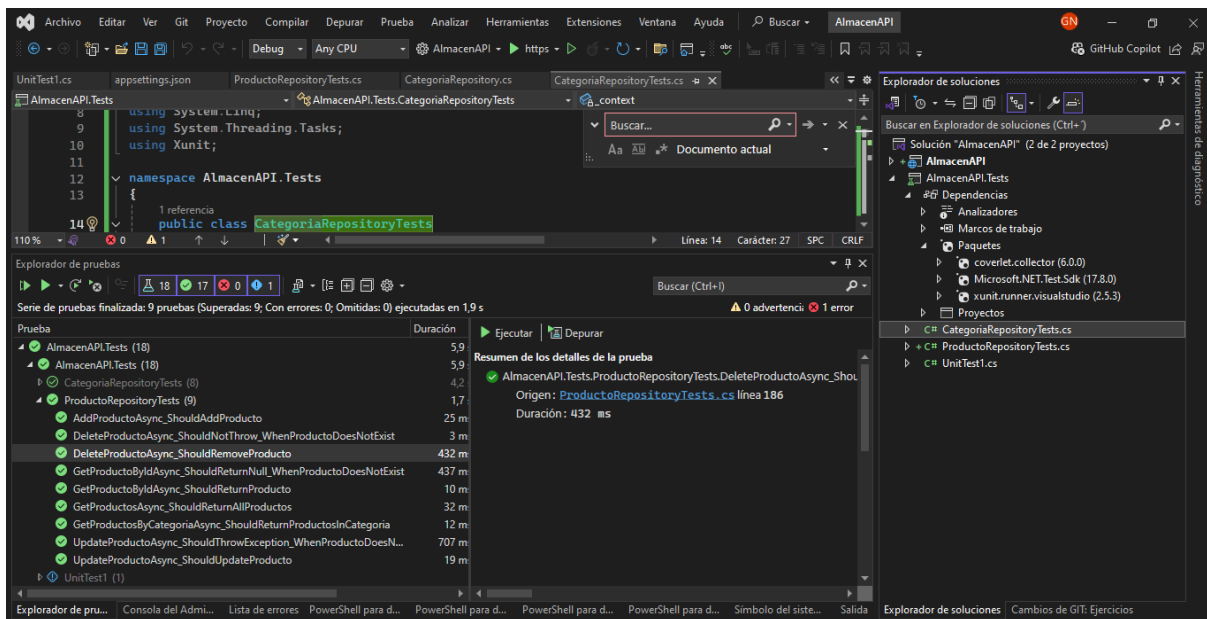 Archivo Editar Ver Git Proyecto Compilar Depurar Prueba Analizar Herramientas Extensiones Ventana Ayuda Buscar AlmacenAPI GN
Debug Any CPU AlmacenAPI https GitHub Copilot
UnitTest1.cs appsettings.json ProductoRepositoryTests.cs CategoriaRepository.cs CategoriaRepositoryTests.cs
AlmacenAPI.Tests AlmacenAPI.Tests.CategoriaRepositoryTests _context
8 using System.Linq;
9 using System.Threading.Tasks;
10 using Xunit;
11
12 namespace AlmacenAPI.Tests
13 {
1 referencia
14 public class CategoriaRepositoryTests
Buscar...
Aa Documento actual
110 % 0 1 Línea: 14 Carácter: 27 SPC CRLF
Explorador de pruebas
18 17 0 1 Buscar (Ctrl+I)
Serie de pruebas finalizada: 9 pruebas (Superadas: 9; Con errores: 0; Omitidas: 0) ejecutadas en 1,9 s 0 advertenci 1 error
Prueba Duración
AlmacenAPI.Tests (18) 5,9
AlmacenAPI.Tests (18) 5,9
CategoriaRepositoryTests (8) 4,2
ProductoRepositoryTests (9) 1,7
AddProductoAsync_ShouldAddProducto 25 m
DeleteProductoAsync_ShouldNotThrow_WhenProductoDoesNotExist 3 m
DeleteProductoAsync_ShouldRemoveProducto 432 m
GetProductoByIdAsync_ShouldReturnNull_WhenProductoDoesNotExist 437 m
GetProductoByIdAsync_ShouldReturnProducto 10 m
GetProductosAsync_ShouldReturnAllProductos 32 m
GetProductosByCategoriaAsync_ShouldReturnProductosInCategoria 12 m
UpdateProductoAsync_ShouldThrowException_WhenProductoDoesN... 707 m
UpdateProductoAsync_ShouldUpdateProducto 19 m
UnitTest1 (1)
Ejecutar Depurar
Resumen de los detalles de la prueba
AlmacenAPI.Tests.ProductoRepositoryTests.DeleteProductoAsync_Shou
Origen: ProductoRepositoryTests.cs línea 186
Duración: 432 ms
Explorador de pru... Consola del Admi... Lista de errores PowerShell para d... PowerShell para d... PowerShell para d... PowerShell para d... Símbolo del siste... Salida
Explorador de soluciones
Buscar en Explorador de soluciones (Ctrl+´)
Solución "AlmacenAPI" (2 de 2 proyectos)
AlmacenAPI
AlmacenAPI.Tests
Dependencias
Analizadores
Marcos de trabajo
Paquetes
coverlet.collector (6.0.0)
Microsoft.NET.Test.Sdk (17.8.0)
xunit.runner.visualstudio (2.5.3)
Proyectos
C# CategoriaRepositoryTests.cs
C# ProductoRepositoryTests.cs
C# UnitTest1.cs
Explorador de soluciones Cambios de GIT: Ejercicios
Herramientas de diagnóstico